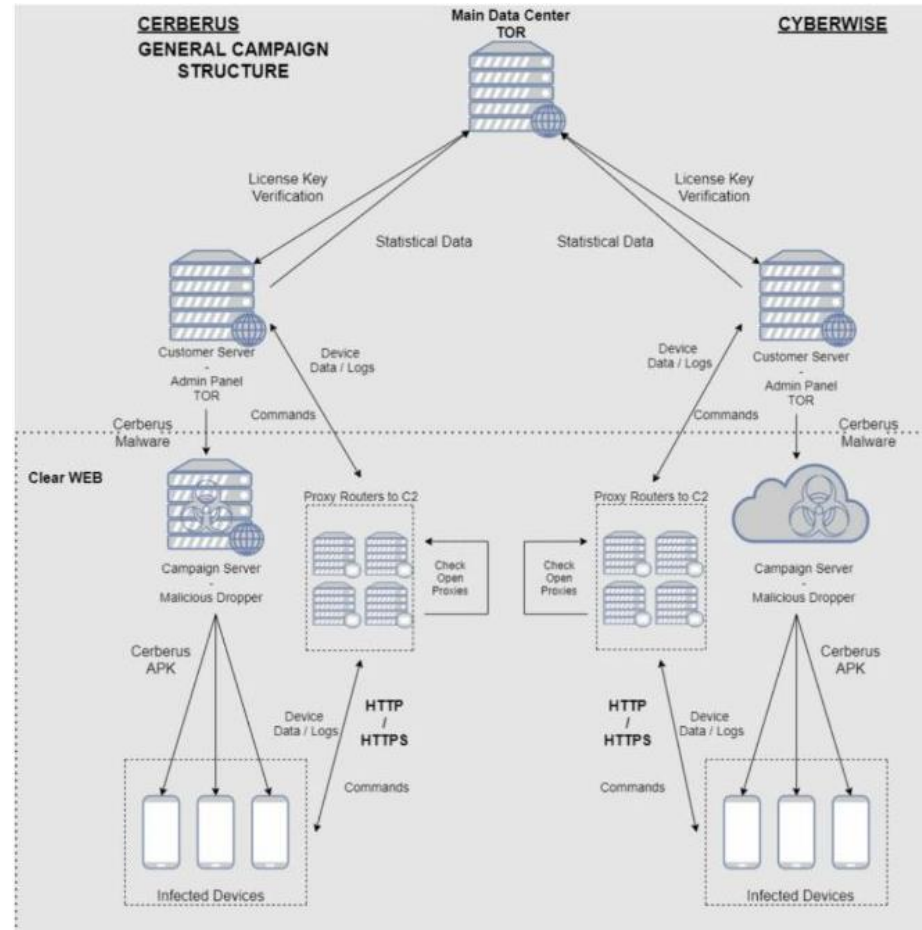 CERBERUS
GENERAL CAMPAIGN
STRUCTURE
Main Data Center
TOR
CYBERWISE
License Key
Verification
Statistical Data
Statistical Data
License Key
Verification
Customer Server
-
Admin Panel
TOR
Device
Data / Logs
Commands
Device
Data / Logs
Commands
Customer Server
-
Admin Panel
TOR
Cerberus
Malware
Cerberus
Malware
Clear WEB
Campaign Server
-
Malicious Dropper
Proxy Routers to C2
Check
Open
Proxies
Check
Open
Proxies
Proxy Routers to C2
Campaign Server
-
Malicious Dropper
Cerberus
APK
Device
Data / Logs
HTTP
/
HTTPS
Commands
HTTP
/
HTTPS
Device
Data / Logs
Commands
Cerberus
APK
Infected Devices
Infected Devices